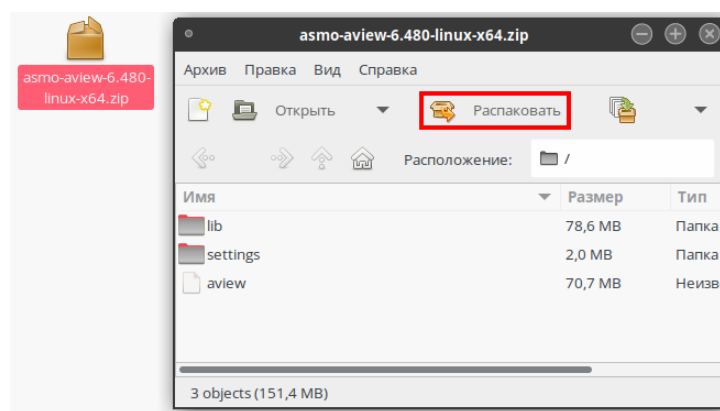 asmo-aview-6.480-
linux-x64.zip
asmo-aview-6.480-linux-x64.zip
Архив Правка Вид Справка
Открыть Распаковать
Расположение: /
Имя Размер Тип
lib 78,6 MB Папка
settings 2,0 MB Папка
aview 70,7 MB Неизв
3 objects (151,4 MB)